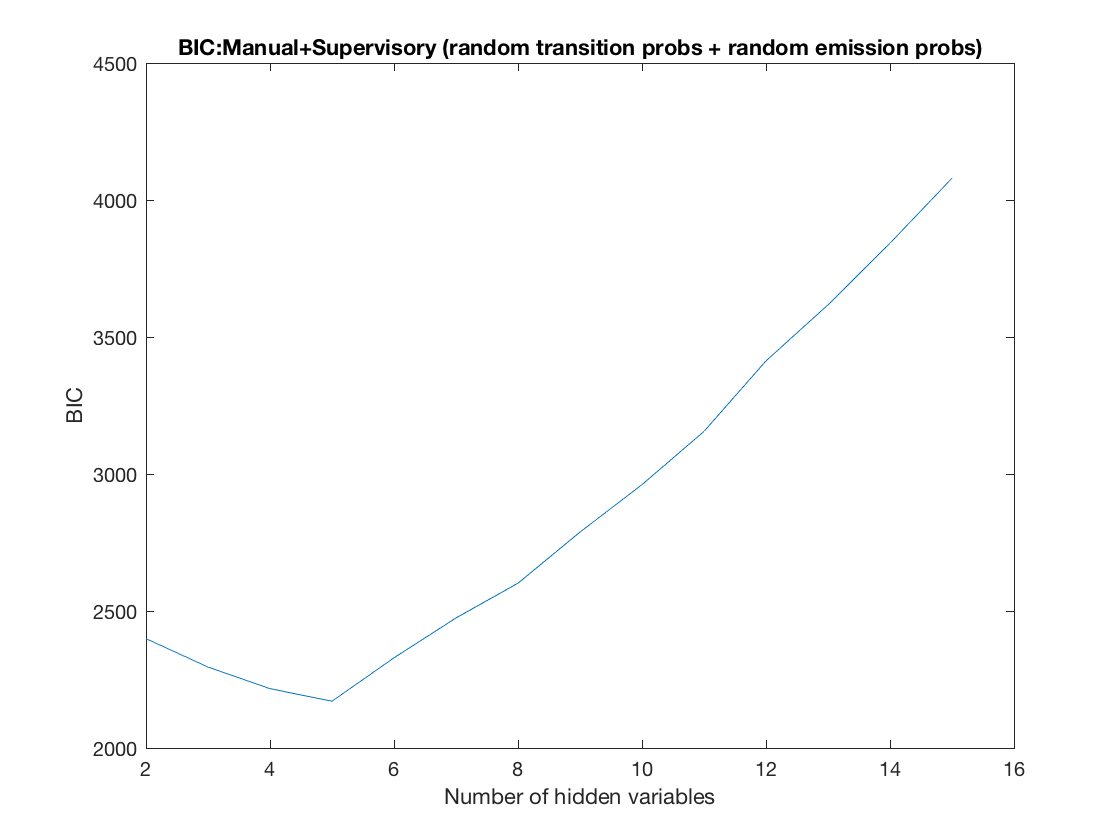 BIC:Manual+Supervisory (random transition probs + random emission probs)
4500
4000
3500
3000
2500
2000
BIC
2 4 6 8 10 12 14 16
Number of hidden variables